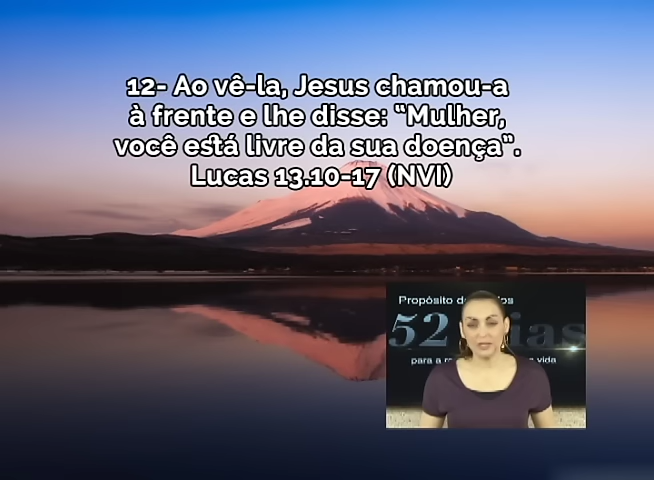 12- Ao vê-la, Jesus chamou-a
à frente e lhe disse: "Mulher,
você está livre da sua doença".
Lucas 13.10-17 (NVI)
Propósito
52 ias
para a vida